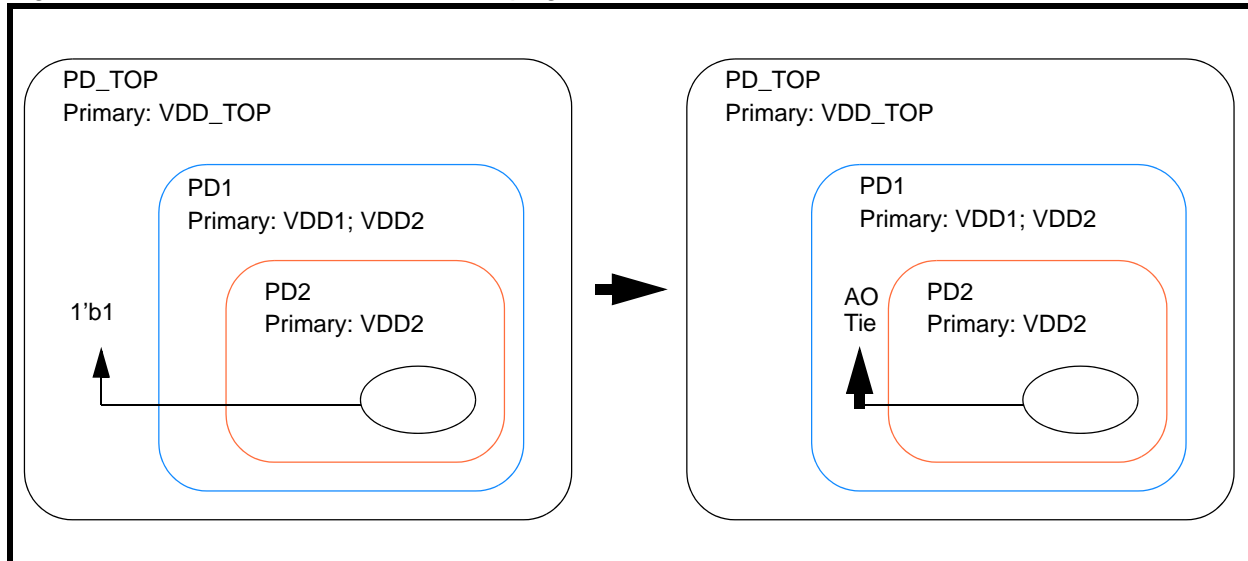 PD_TOP
Primary: VDD_TOP
PD1
Primary: VDD1; VDD2
PD2
Primary: VDD2
1'b1
PD_TOP
Primary: VDD_TOP
PD1
Primary: VDD1; VDD2
AO
Tie
PD2
Primary: VDD2